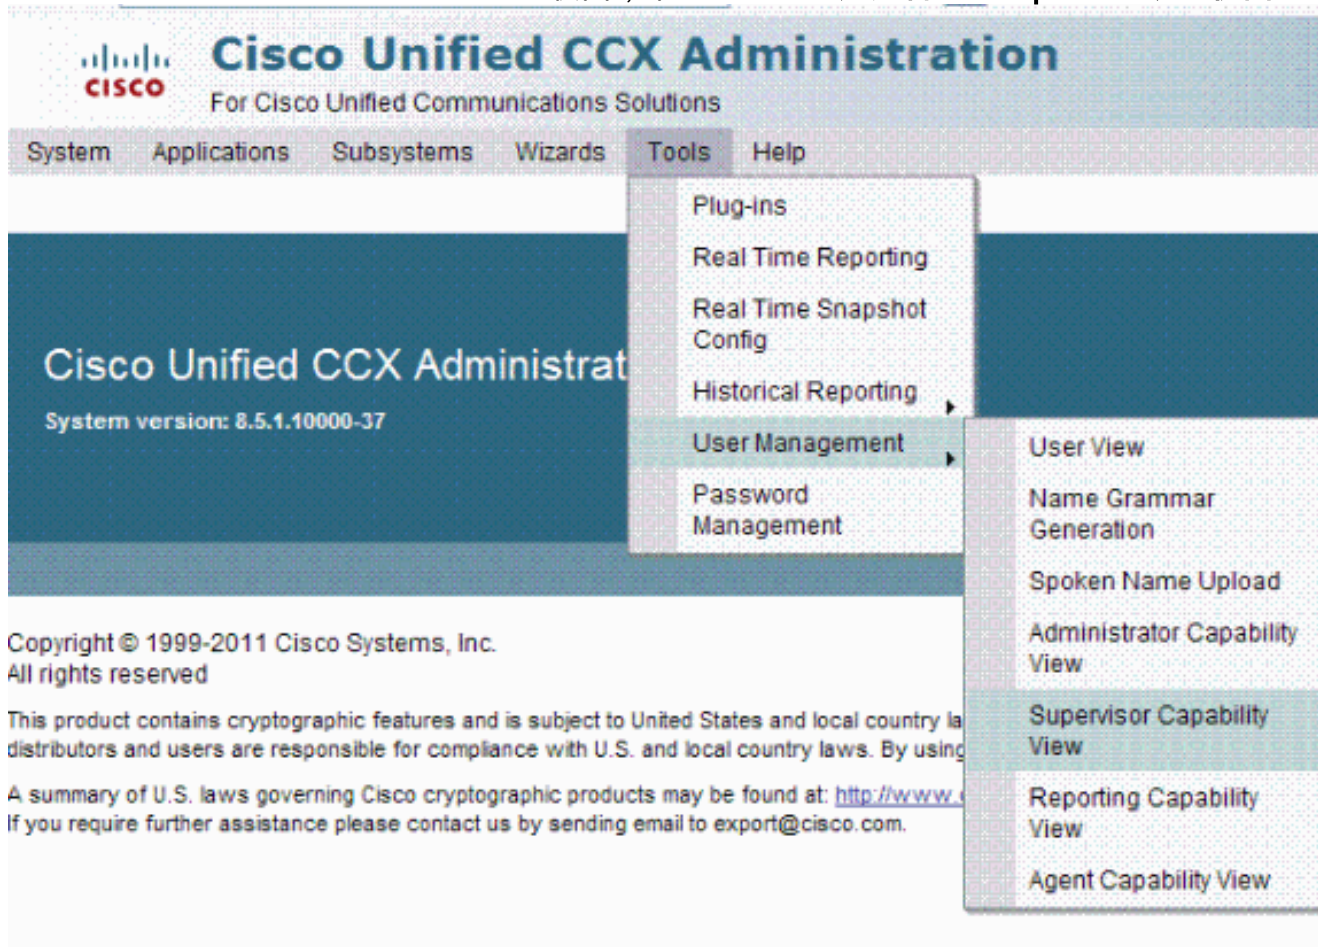 Cisco Unified CCX Administration
CISCO
For Cisco Unified Communications Solutions
System Applications Subsystems Wizards Tools Help
Plug-ins
Real Time Reporting
Real Time Snapshot
Config
Historical Reporting
User Management
Password
Management
User View
Name Grammar
Generation
Spoken Name Upload
Administrator Capability
View
Supervisor Capability
View
Reporting Capability
View
Agent Capability View
Cisco Unified CCX Administrat
System version: 8.5.1.10000-37
Copyright © 1999-2011 Cisco Systems, Inc.
All rights reserved
This product contains cryptographic features and is subject to United States and local country la
distributors and users are responsible for compliance with U.S. and local country laws. By using
A summary of U.S. laws governing Cisco cryptographic products may be found at: http://www.
If you require further assistance please contact us by sending email to export@cisco.com.